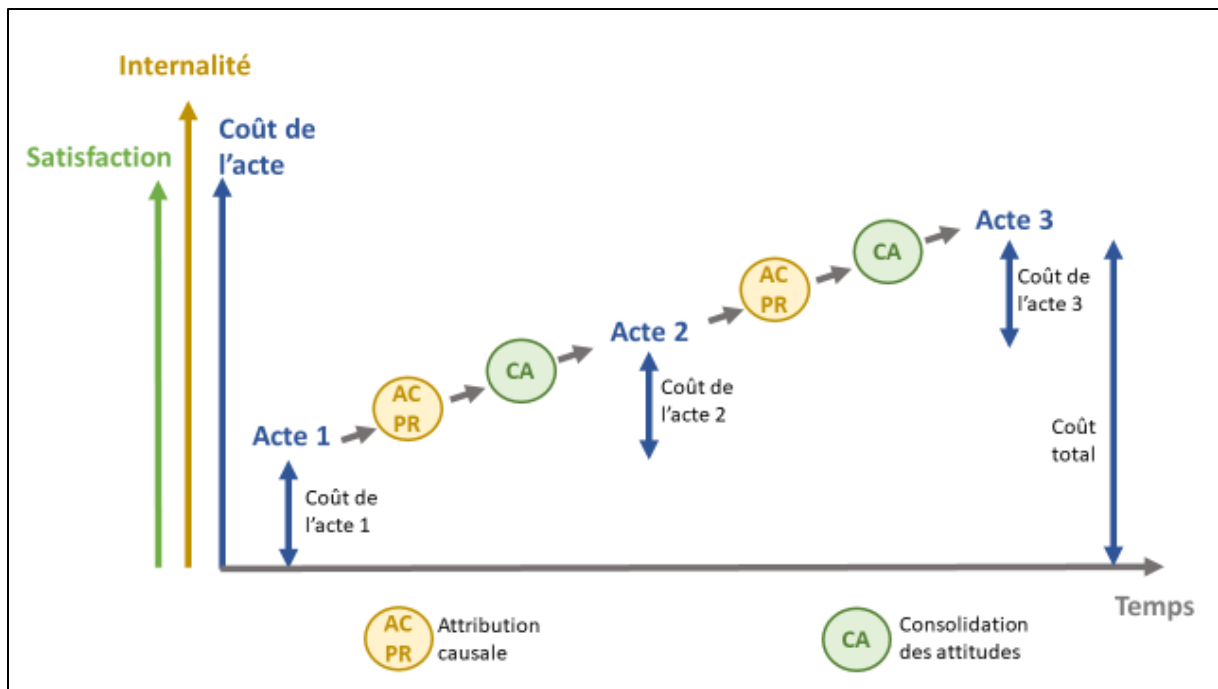 Internalité
Satisfaction
Coût de
l'acte
Acte 1
Coût de
l'acte 1
AC
PR
CA
Acte 2
Coût de
l'acte 2
AC
PR
CA
Acte 3
Coût de
l'acte 3
Coût
total
Temps
AC
PR
Attribution
causale
CA
Consolidation
des attitudes